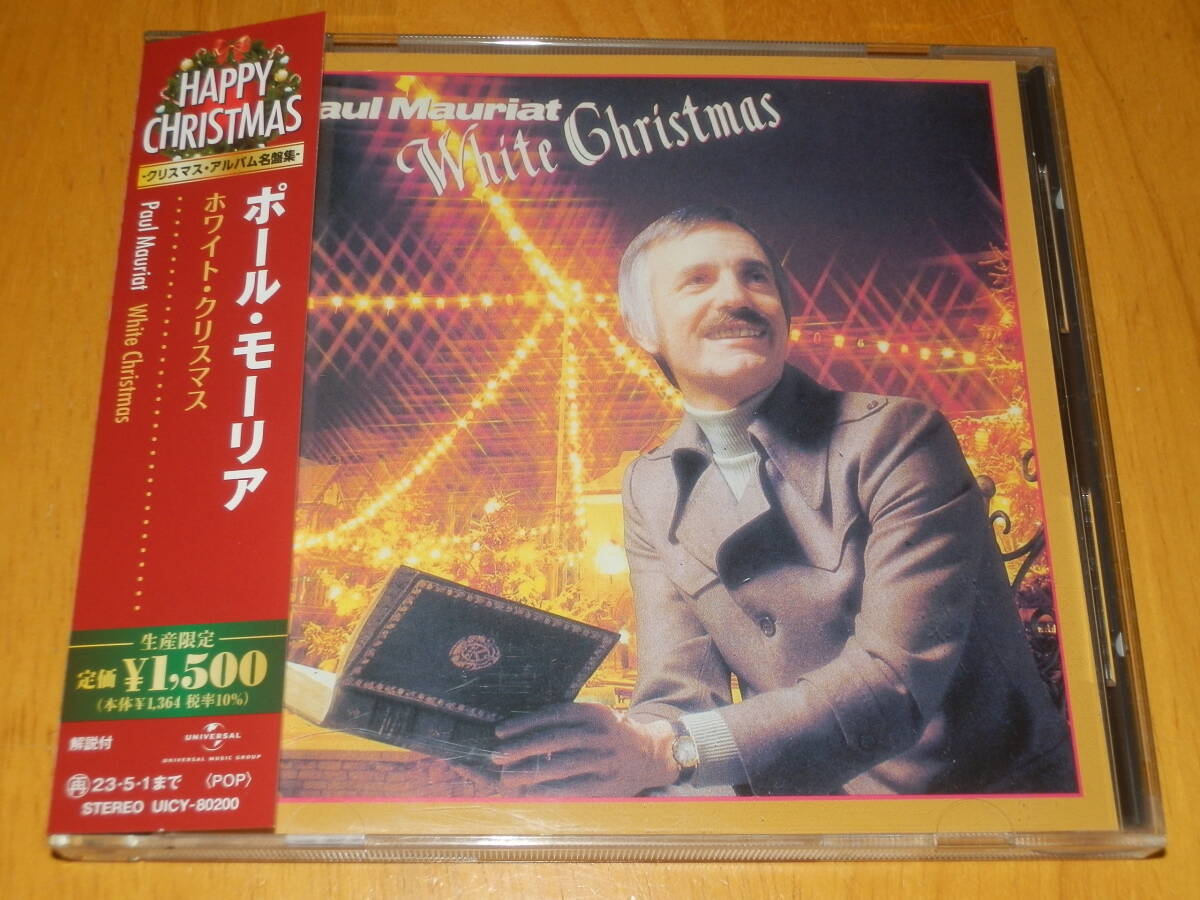 HAPPY
CHRISTMAS
-クリスマス・アルバム名盤集-
ポール・モーリア
ホワイト・クリスマス
Paul Mauriat White Christmas
生産限定
定価 ¥1,500
(本体¥1,364 税率10%)
解説付
UNIVERSAL
UNIVERSAL MUSIC GROUP
再 23・5・1まで 〈POP〉
STEREO UICY-80200
aul Mauriat
White Christmas